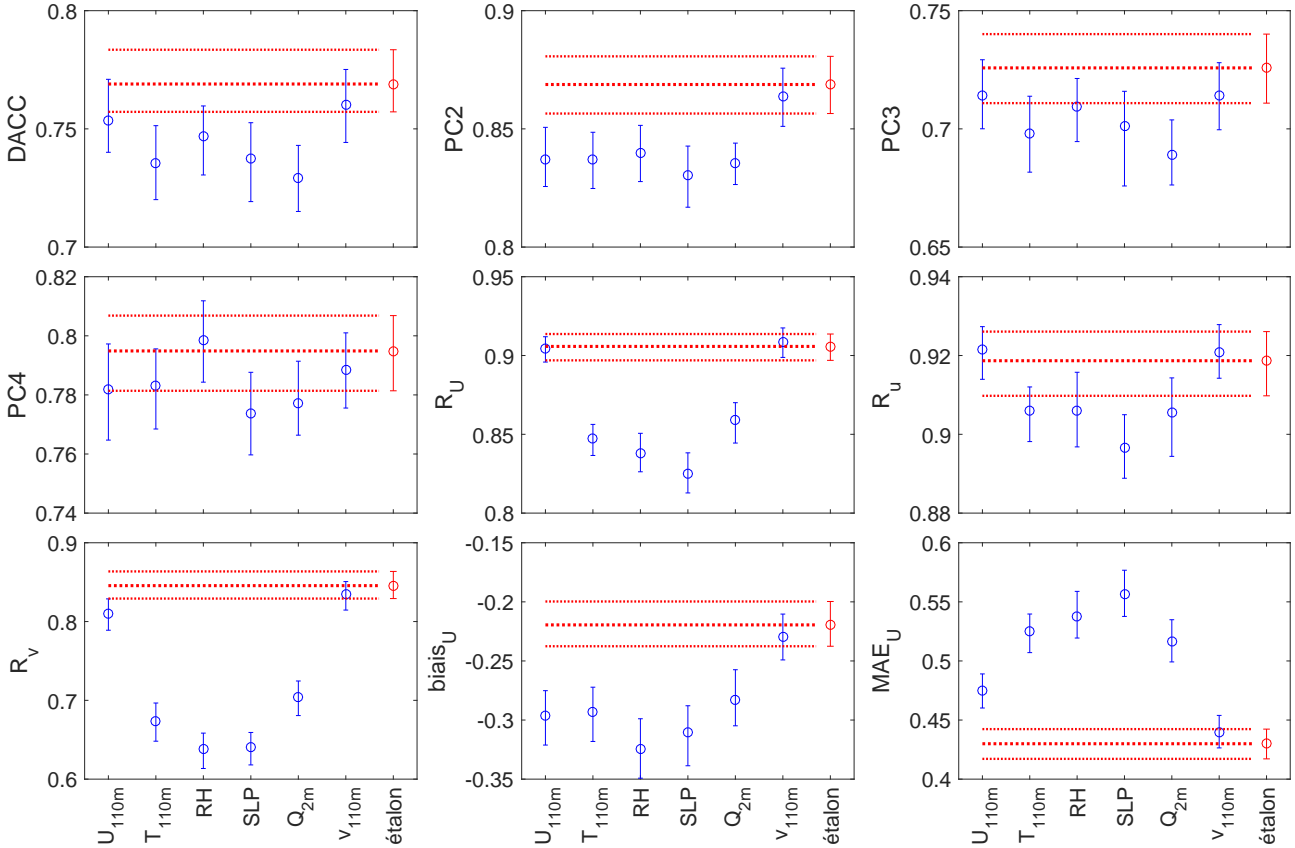 0.8
0.75
0.7
DACC
0.9
0.85
0.8
PC2
0.75
0.7
0.65
PC3
0.82
0.8
0.78
0.76
0.74
PC4
0.95
0.9
0.85
0.8
R_U
0.94
0.92
0.9
0.88
R_u
0.9
0.8
0.7
0.6
R_v
U_110m
T_110m
RH
SLP
Q_2m
v_110m
étalon
-0.15
-0.2
-0.25
-0.3
-0.35
biais_U
U_110m
T_110m
RH
SLP
Q_2m
v_110m
étalon
0.6
0.55
0.5
0.45
0.4
MAE_U
U_110m
T_110m
RH
SLP
Q_2m
v_110m
étalon